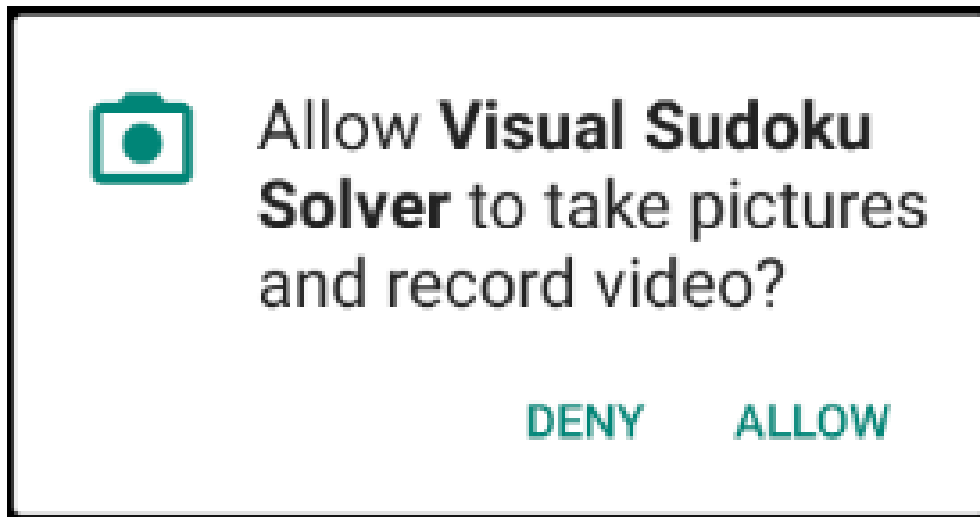 Allow Visual Sudoku
Solver to take pictures
and record video?
DENY ALLOW